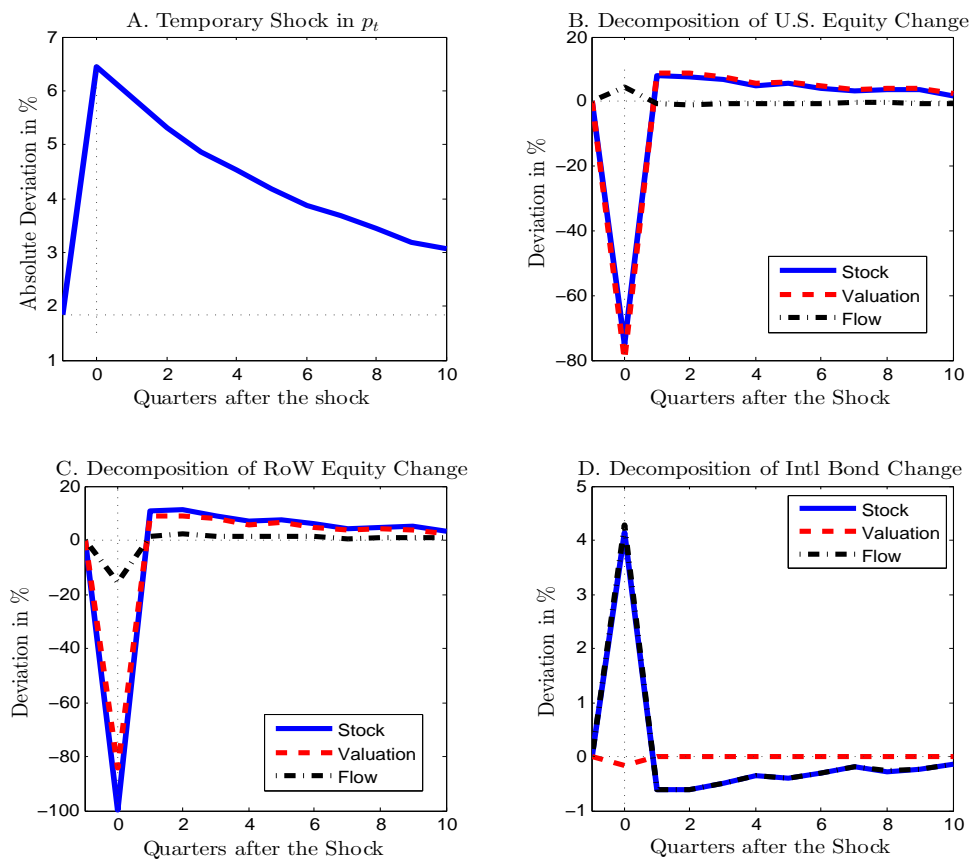 A. Temporary Shock in pt
7
6
5
4
3
2
1
0 2 4 6 8 10
Absolute Deviation in %
Quarters after the shock
B. Decomposition of U.S. Equity Change
20
0
−20
−40
−60
−80
0 2 4 6 8 10
Deviation in %
Stock
Valuation
Flow
Quarters after the Shock
C. Decomposition of RoW Equity Change
20
0
−20
−40
−60
−80
−100
0 2 4 6 8 10
Deviation in %
Stock
Valuation
Flow
Quarters after the Shock
D. Decomposition of Intl Bond Change
5
4
3
2
1
0
−1
0 2 4 6 8 10
Deviation in %
Stock
Valuation
Flow
Quarters after the Shock